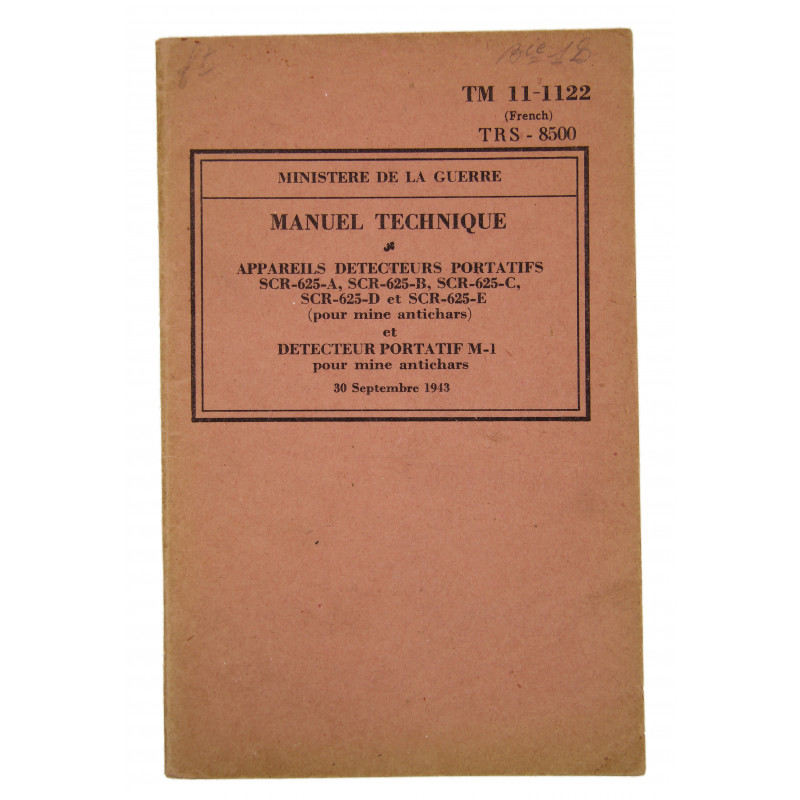 TM 11-1122
(French)
TRS - 8500
MINISTERE DE LA GUERRE
MANUEL TECHNIQUE
APPAREILS DETECTEURS PORTATIFS
SCR-625-A, SCR-625-B, SCR-625-C,
SCR-625-D et SCR-625-E
(pour mine antichars)
et
DETECTEUR PORTATIF M-1
pour mine antichars
30 Septembre 1943